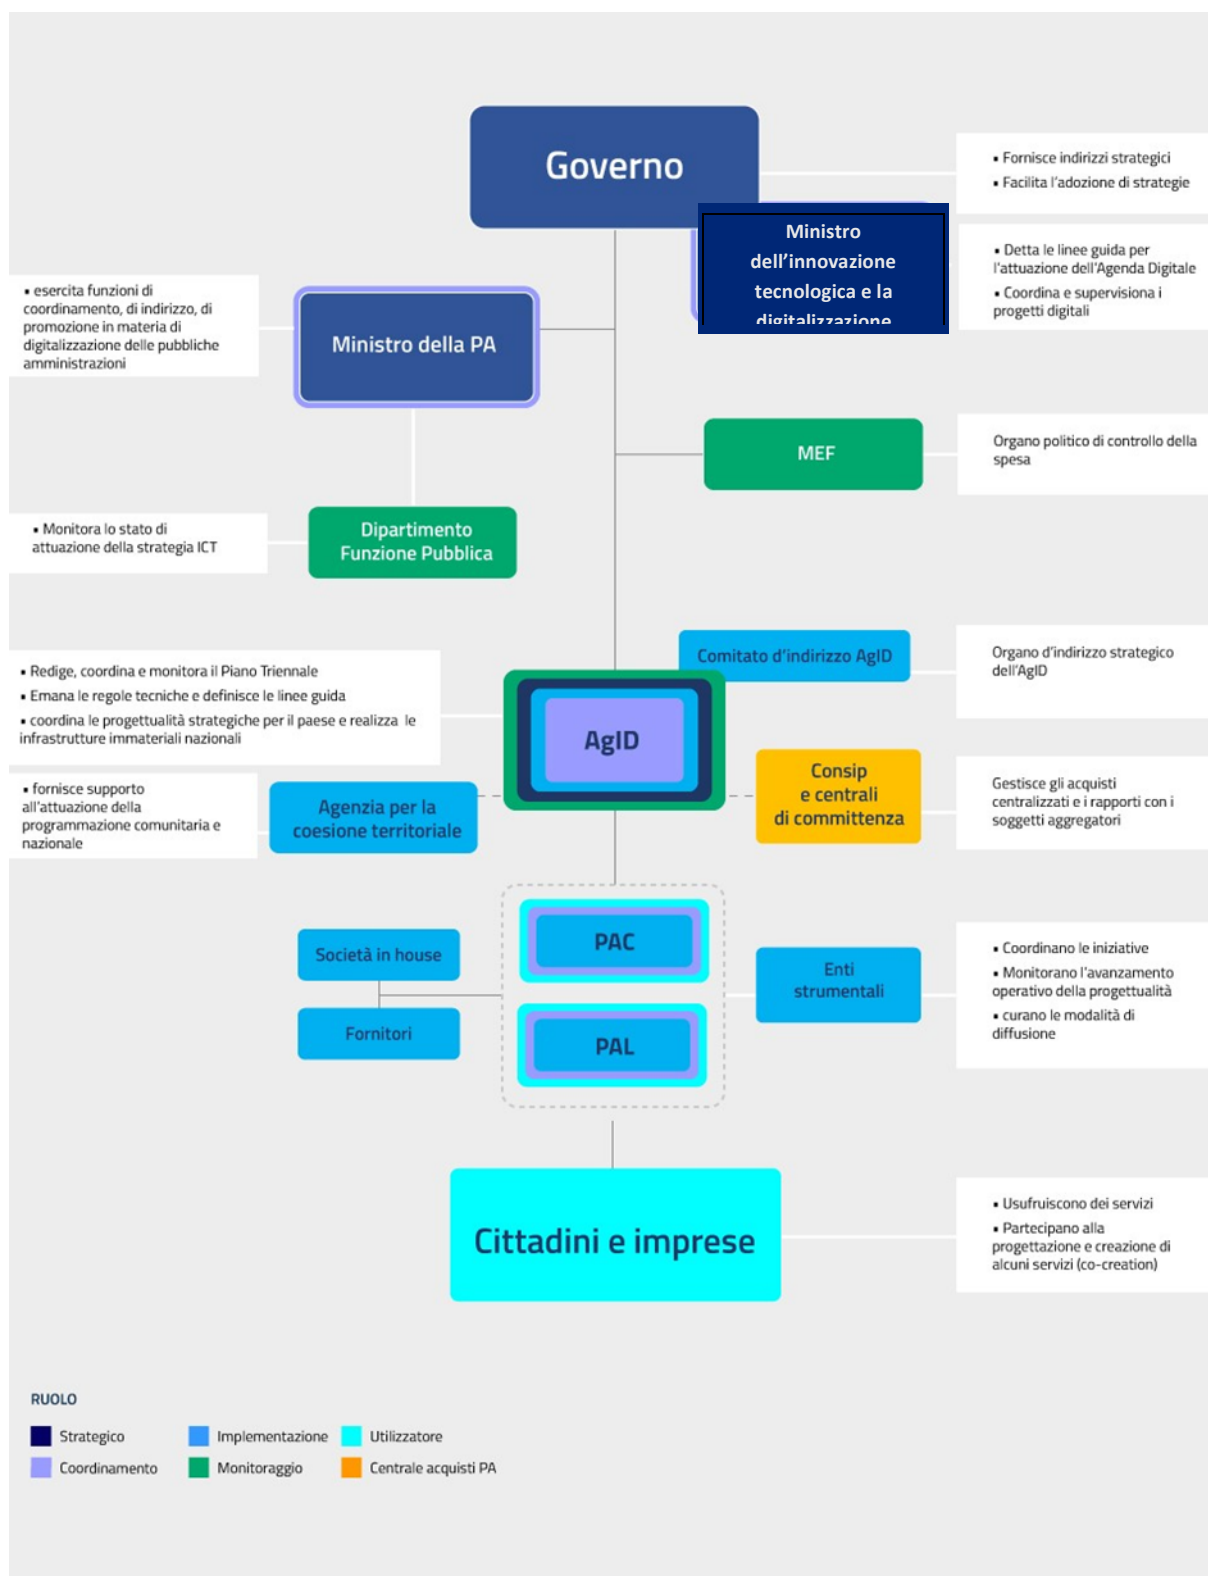 Governo
▪ Fornisce indirizzi strategici
▪ Facilita l'adozione di strategie
Ministro
dell'innovazione
tecnologica e la
digitalizzazione
▪ Detta le linee guida per
l'attuazione dell'Agenda Digitale
▪ Coordina e supervisiona i
progetti digitali
▪ esercita funzioni di
coordinamento, di indirizzo, di
promozione in materia di
digitalizzazione delle pubbliche
amministrazioni
Ministro della PA
MEF
Organo politico di controllo della
spesa
▪ Monitora lo stato di
attuazione della strategia ICT
Dipartimento
Funzione Pubblica
Comitato d'indirizzo AgID
Organo d'indirizzo strategico
dell'AgID
▪ Redige, coordina e monitora il Piano Triennale
▪ Emana le regole tecniche e definisce le linee guida
▪ coordina le progettualità strategiche per il paese e realizza le
infrastrutture immateriali nazionali
AgID
▪ fornisce supporto
all'attuazione della
programmazione comunitaria e
nazionale
Agenzia per la
coesione territoriale
Consip
e centrali
di committenza
Gestisce gli acquisti
centralizzati e i rapporti con i
soggetti aggregatori
PAC
Società in house
Fornitori
PAL
Enti
strumentali
▪ Coordinano le iniziative
▪ Monitorano l'avanzamento
operativo della progettualità
▪ curano le modalità di
diffusione
Cittadini e imprese
▪ Usufruiscono dei servizi
▪ Partecipano alla
progettazione e creazione di
alcuni servizi (co-creation)
RUOLO
Strategico
Implementazione
Utilizzatore
Coordinamento
Monitoraggio
Centrale acquisti PA